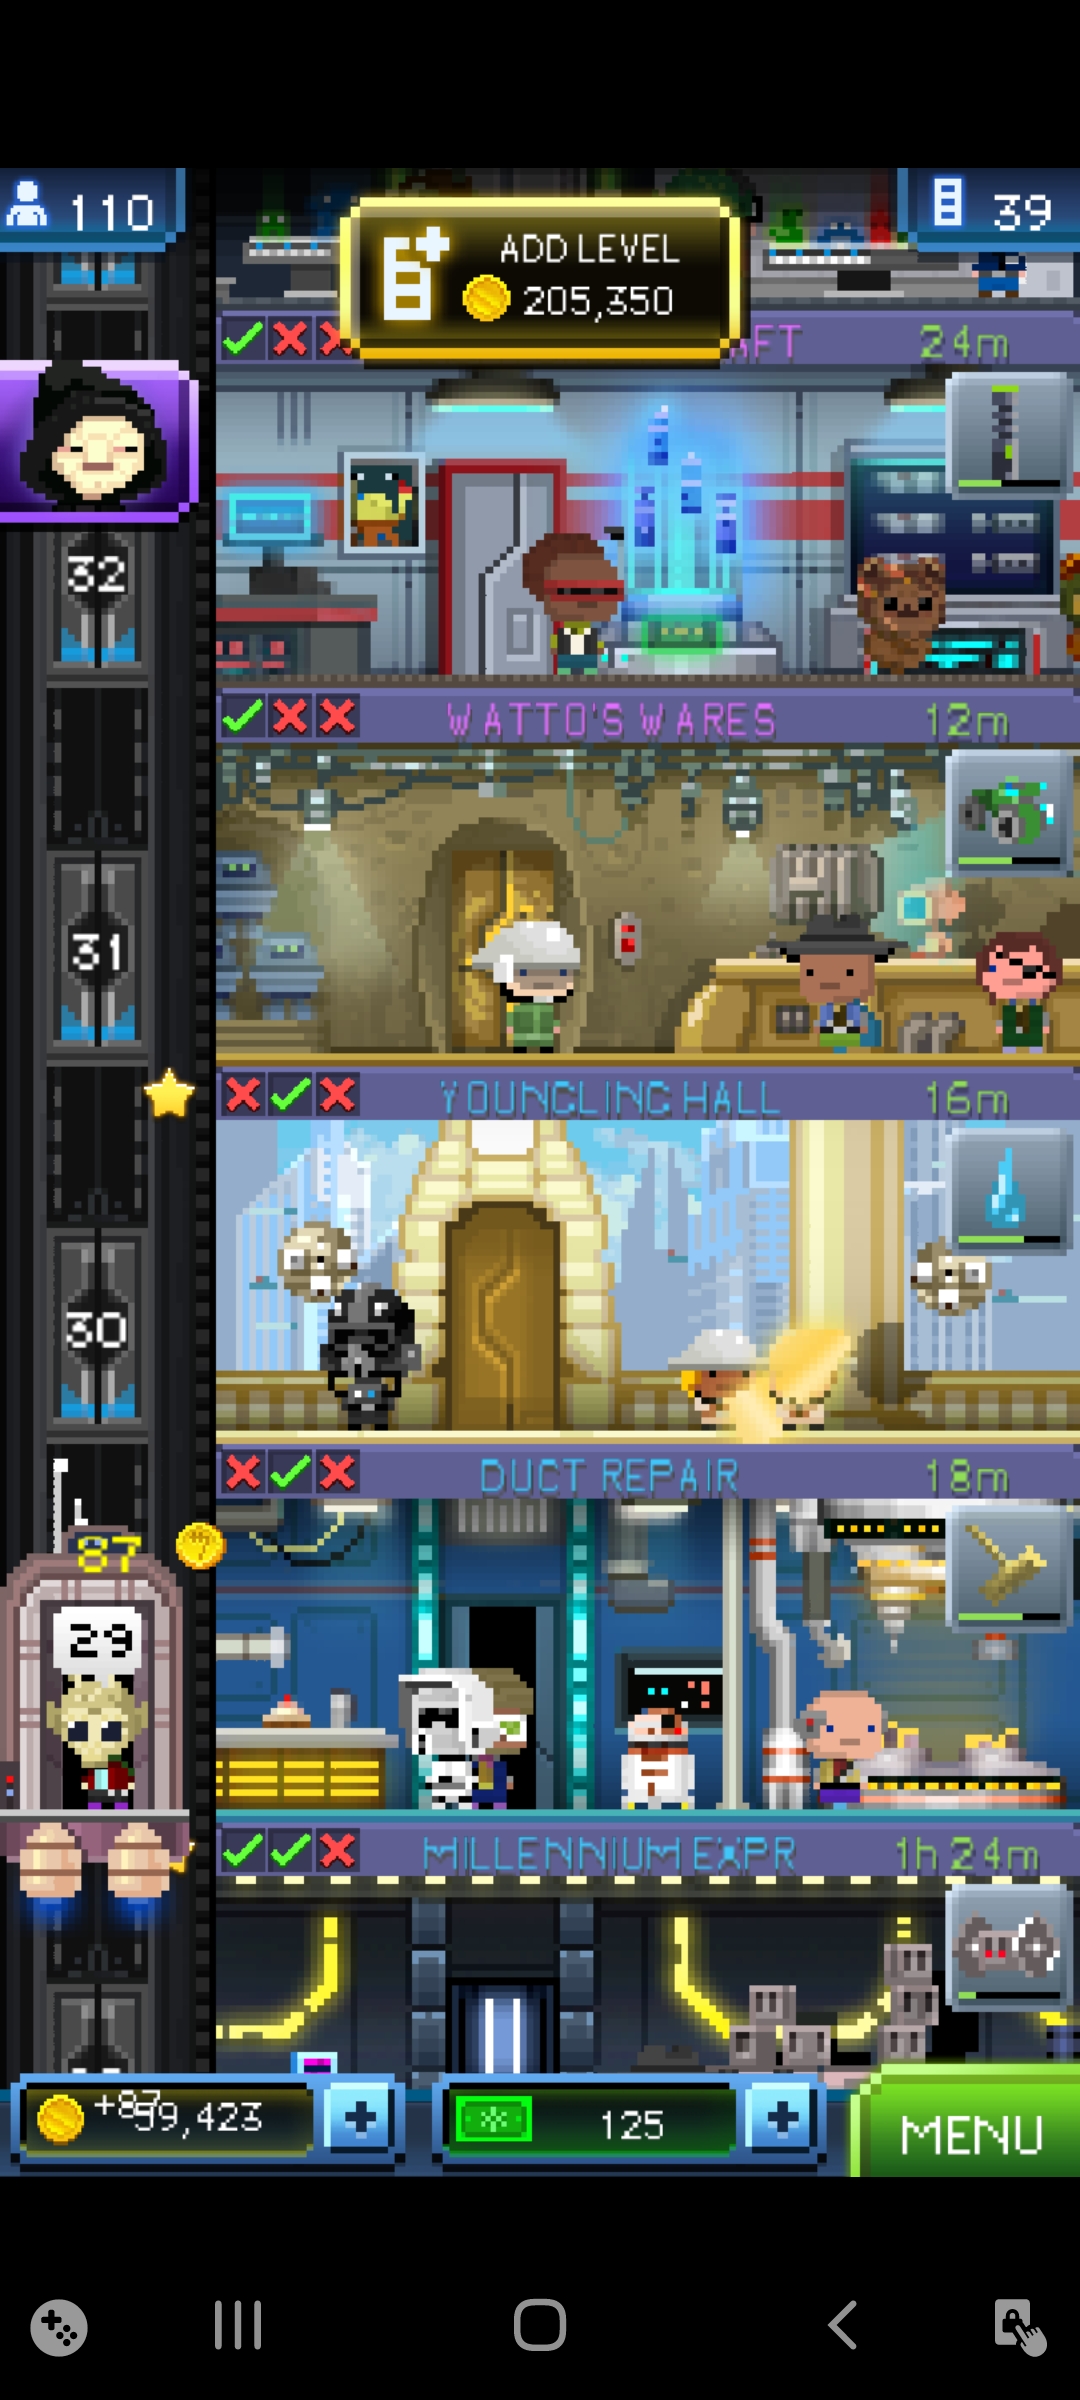 110
39
ADD LEVEL
205,350
24m
32
WATTO'S WARES
12m
31
YOUNGLING HALL
16m
30
DUCT REPAIR
18m
87
29
MILLENNIUM EXPR
1h 24m
+87
125
MENU